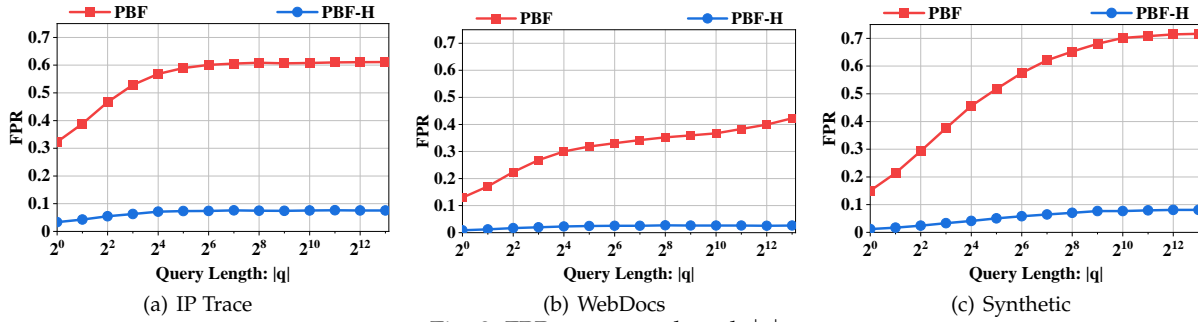 PBF PBF-H
0.7
0.6
0.5
0.4
0.3
0.2
0.1
0
FPR
2^0 2^2 2^4 2^6 2^8 2^10 2^12
Query Length: |q|
(a) IP Trace
PBF PBF-H
0.7
0.6
0.5
0.4
0.3
0.2
0.1
0
FPR
2^0 2^2 2^4 2^6 2^8 2^10 2^12
Query Length: |q|
(b) WebDocs
PBF PBF-H
0.7
0.6
0.5
0.4
0.3
0.2
0.1
0
FPR
2^0 2^2 2^4 2^6 2^8 2^10 2^12
Query Length: |q|
(c) Synthetic